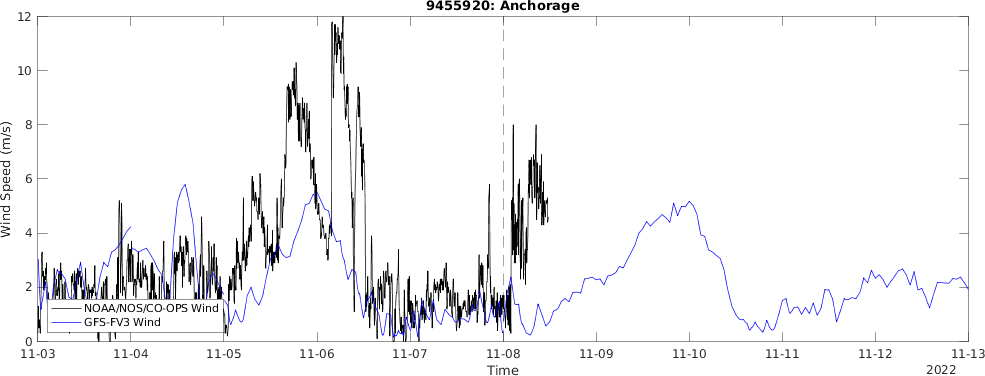 9455920: Anchorage
12
10
8
6
4
2
0
Wind Speed (m/s)
NOAA/NOS/CO-OPS Wind
GFS-FV3 Wind
11-03 11-04 11-05 11-06 11-07 11-08 11-09 11-10 11-11 11-12 11-13
Time
2022